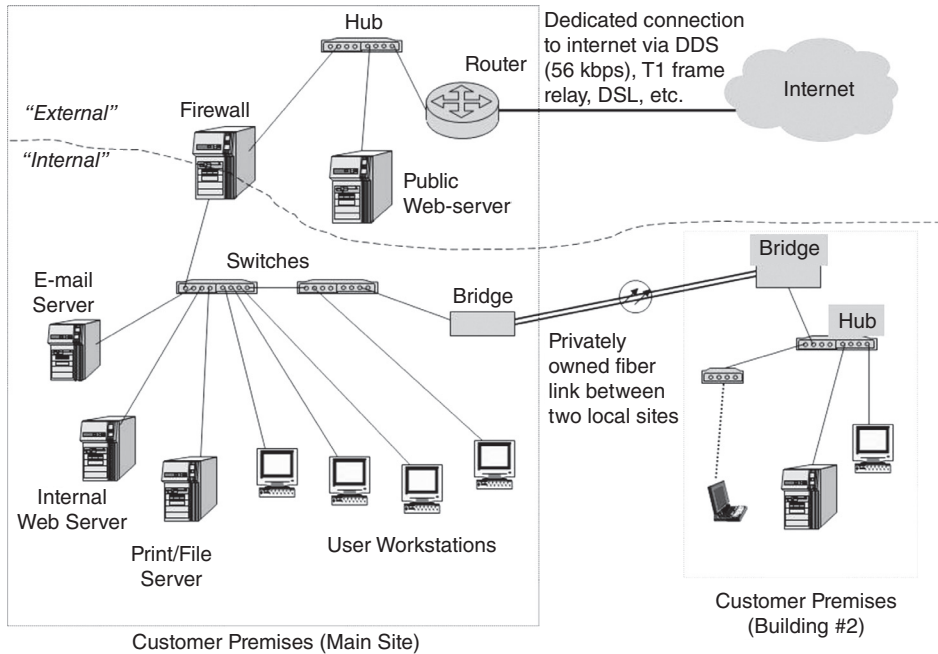 Hub
Dedicated connection
to internet via DDS
(56 kbps), T1 frame
relay, DSL, etc.
Router
Internet
"External"
Firewall
"Internal"
Public
Web-server
Bridge
Switches
E-mail
Server
Bridge
Hub
Privately
owned fiber
link between
two local sites
Internal
Web Server
Print/File
Server
User Workstations
Customer Premises
(Building #2)
Customer Premises (Main Site)